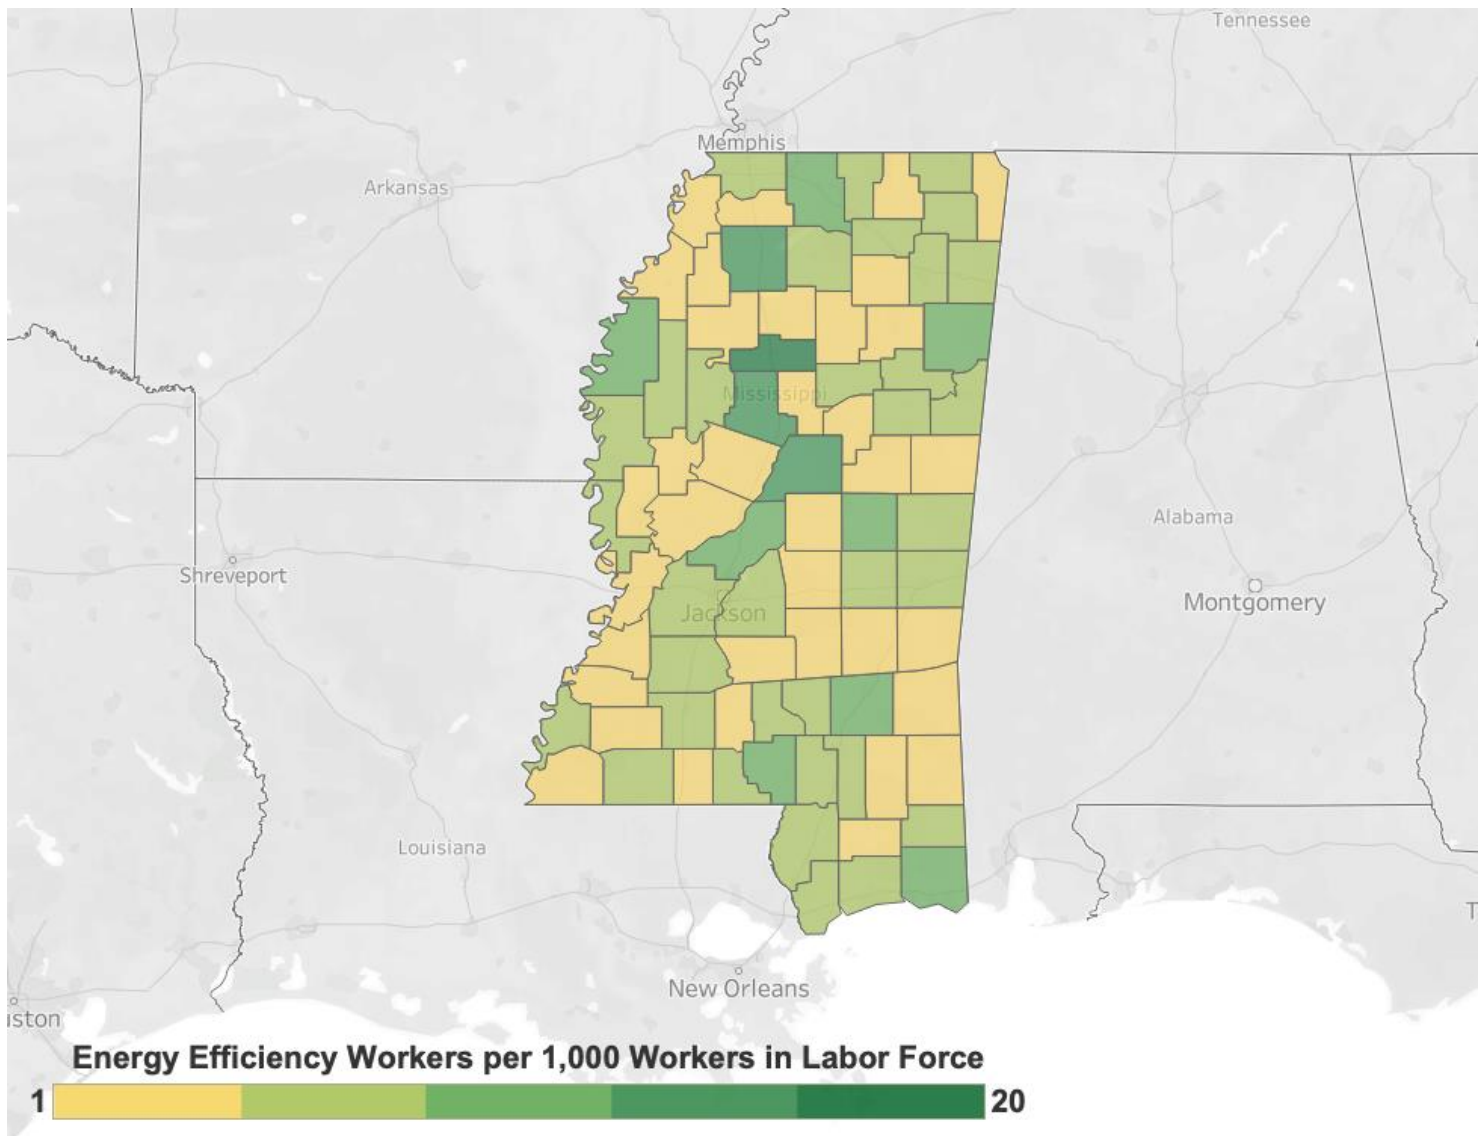 Tennessee
Memphis
Arkansas
Mississippi
Alabama
Shreveport
Jackson
Montgomery
Louisiana
New Orleans
uston
T
Energy Efficiency Workers per 1,000 Workers in Labor Force
1
20